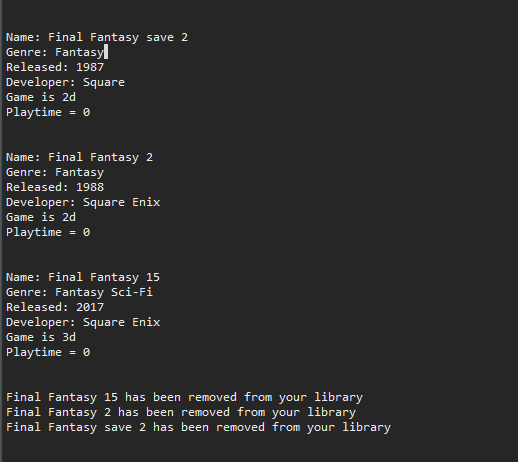 Name: Final Fantasy save 2
Genre: Fantasy
Released: 1987
Developer: Square
Game is 2d
Playtime = 0
Name: Final Fantasy 2
Genre: Fantasy
Released: 1988
Developer: Square Enix
Game is 2d
Playtime = 0
Name: Final Fantasy 15
Genre: Fantasy Sci-Fi
Released: 2017
Developer: Square Enix
Game is 3d
Playtime = 0
Final Fantasy 15 has been removed from your library
Final Fantasy 2 has been removed from your library
Final Fantasy save 2 has been removed from your library